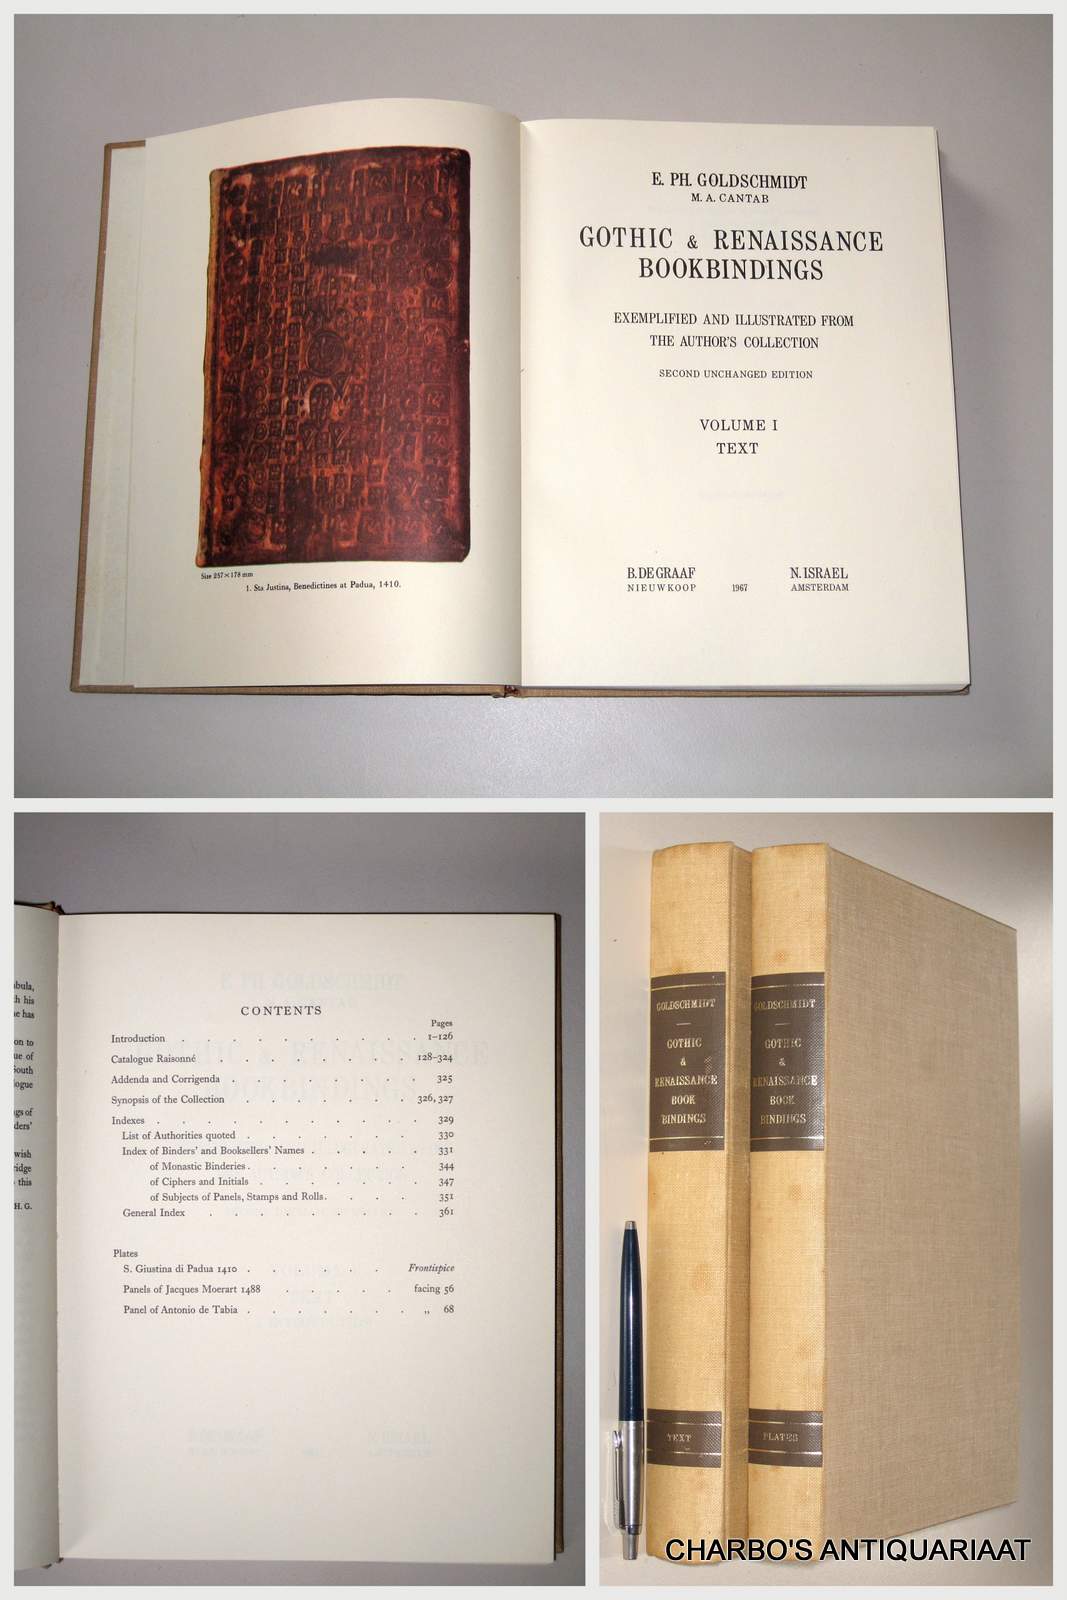 Size 257×178 mm
1. Sta Justina, Benedictines at Padua, 1410.
E. PH. GOLDSCHMIDT
M. A. CANTAB
GOTHIC & RENAISSANCE
BOOKBINDINGS
EXEMPLIFIED AND ILLUSTRATED FROM
THE AUTHOR'S COLLECTION
SECOND UNCHANGED EDITION
VOLUME I
TEXT
B. DE GRAAF N. ISRAEL
NIEUWKOOP 1967 AMSTERDAM
CONTENTS
Pages
Introduction . . . . . . . 1–126
Catalogue Raisonné . . . . . . . 128–324
Addenda and Corrigenda . . . . . . . . 325
Synopsis of the Collection . . . . . . . 326, 327
Indexes . . . . . . . . . . . 329
List of Authorities quoted . . . . . . . 330
Index of Binders' and Booksellers' Names . . . . . 331
of Monastic Binderies . . . . . . . 344
of Ciphers and Initials . . . . . . . 347
of Subjects of Panels, Stamps and Rolls . . . . 351
General Index . . . . . . . . . 361
Plates
S. Giustina di Padua 1410 . . . . . . Frontispice
Panels of Jacques Moerart 1488 . . . . . facing 56
Panel of Antonio de Tabia . . . . . . . „ 68
H. G.
GOLDSCHMIDT
GOTHIC
&
RENAISSANCE
BOOK
BINDINGS
TEXT
GOLDSCHMIDT
GOTHIC
&
RENAISSANCE
BOOK
BINDINGS
PLATES
CHARBO'S ANTIQUARIAAT